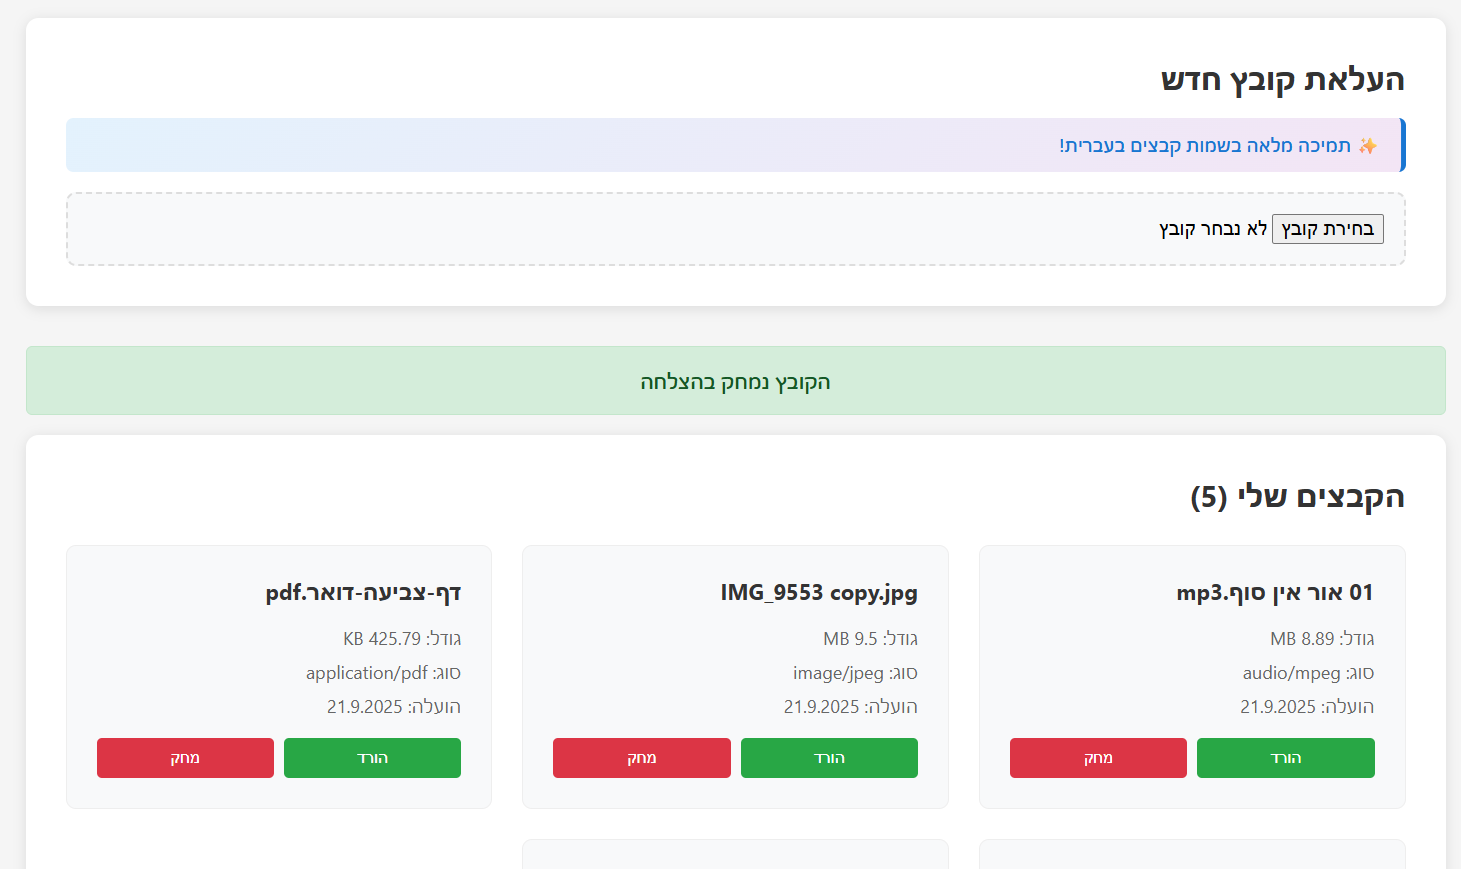 העלאת קובץ חדש
✨ תמיכה מלאה בשמות קבצים בעברית!
בחירת קובץ לא נבחר קובץ
הקובץ נמחק בהצלחה
הקבצים שלי (5)
01 אור אין סוף.mp3
גודל: 8.89 MB
סוג: audio/mpeg
הועלה: 21.9.2025
הורד
מחק
IMG_9553 copy.jpg
גודל: 9.5 MB
סוג: image/jpeg
הועלה: 21.9.2025
הורד
מחק
דף-צביעה-דואר.pdf
גודל: 425.79 KB
סוג: application/pdf
הועלה: 21.9.2025
הורד
מחק